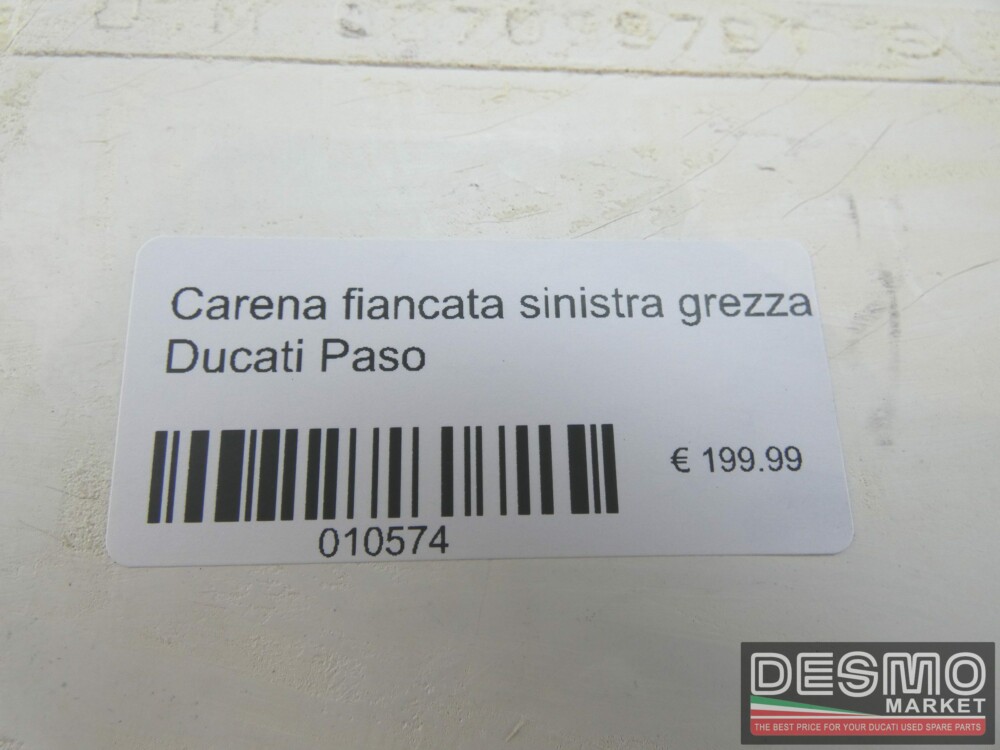 Carena fiancata sinistra grezza
Ducati Paso
€ 199.99
010574
DESMO
MARKET
THE BEST PRICE FOR YOUR DUCATI USED SPARE PARTS